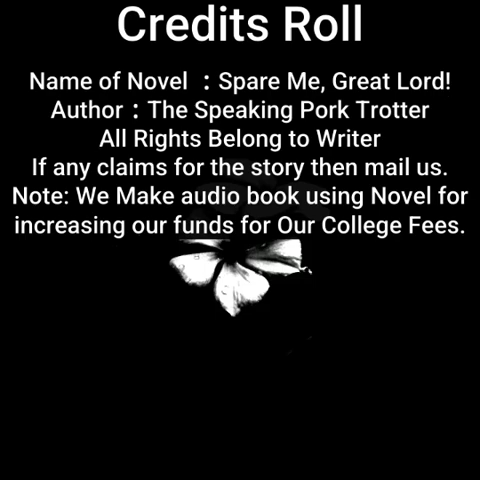 Credits Roll
Name of Novel : Spare Me, Great Lord!
Author : The Speaking Pork Trotter
All Rights Belong to Writer
If any claims for the story then mail us.
Note: We Make audio book using Novel for
increasing our funds for Our College Fees.